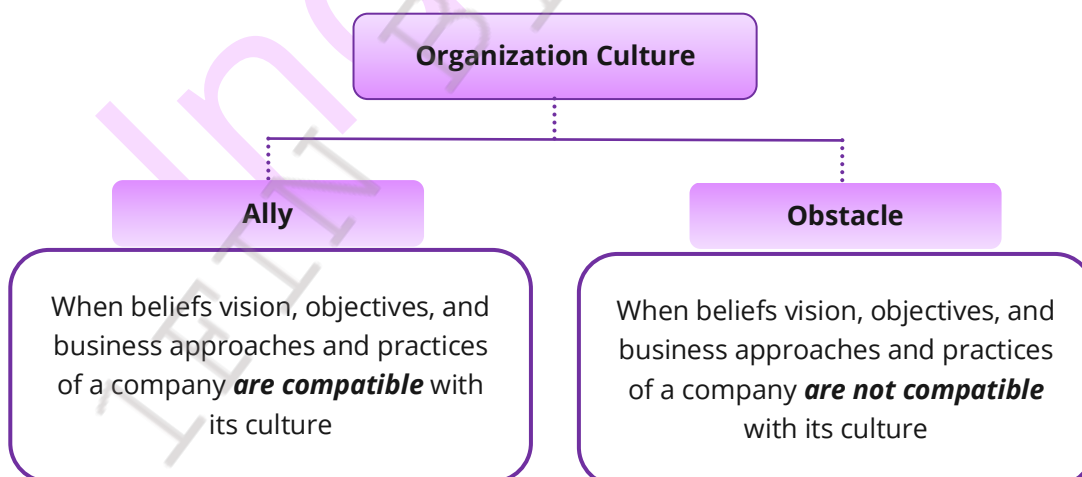 Organization Culture
Ally
When beliefs vision, objectives, and
business approaches and practices
of a company are compatible with
its culture
Obstacle
When beliefs vision, objectives, and
business approaches and practices
of a company are not compatible
with its culture